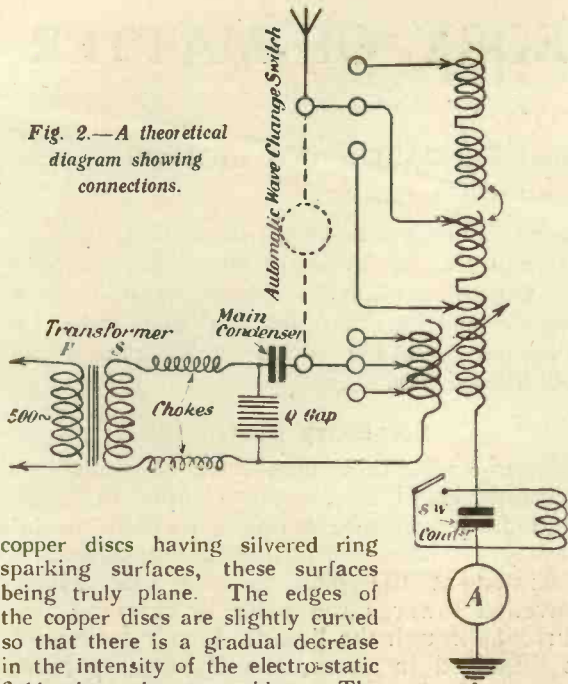 Fig. 2.—A theoretical
diagram showing
connections.
Automatic Wave Change Switch
Transformer
P
S
500~
Chokes
Main
Condenser
Q Gap
SW
Conder
A
copper discs having silvered ring
sparking surfaces, these surfaces
being truly plane. The edges of
the copper discs are slightly curved
so that there is a gradual decrease
in the intensity of the electro-static